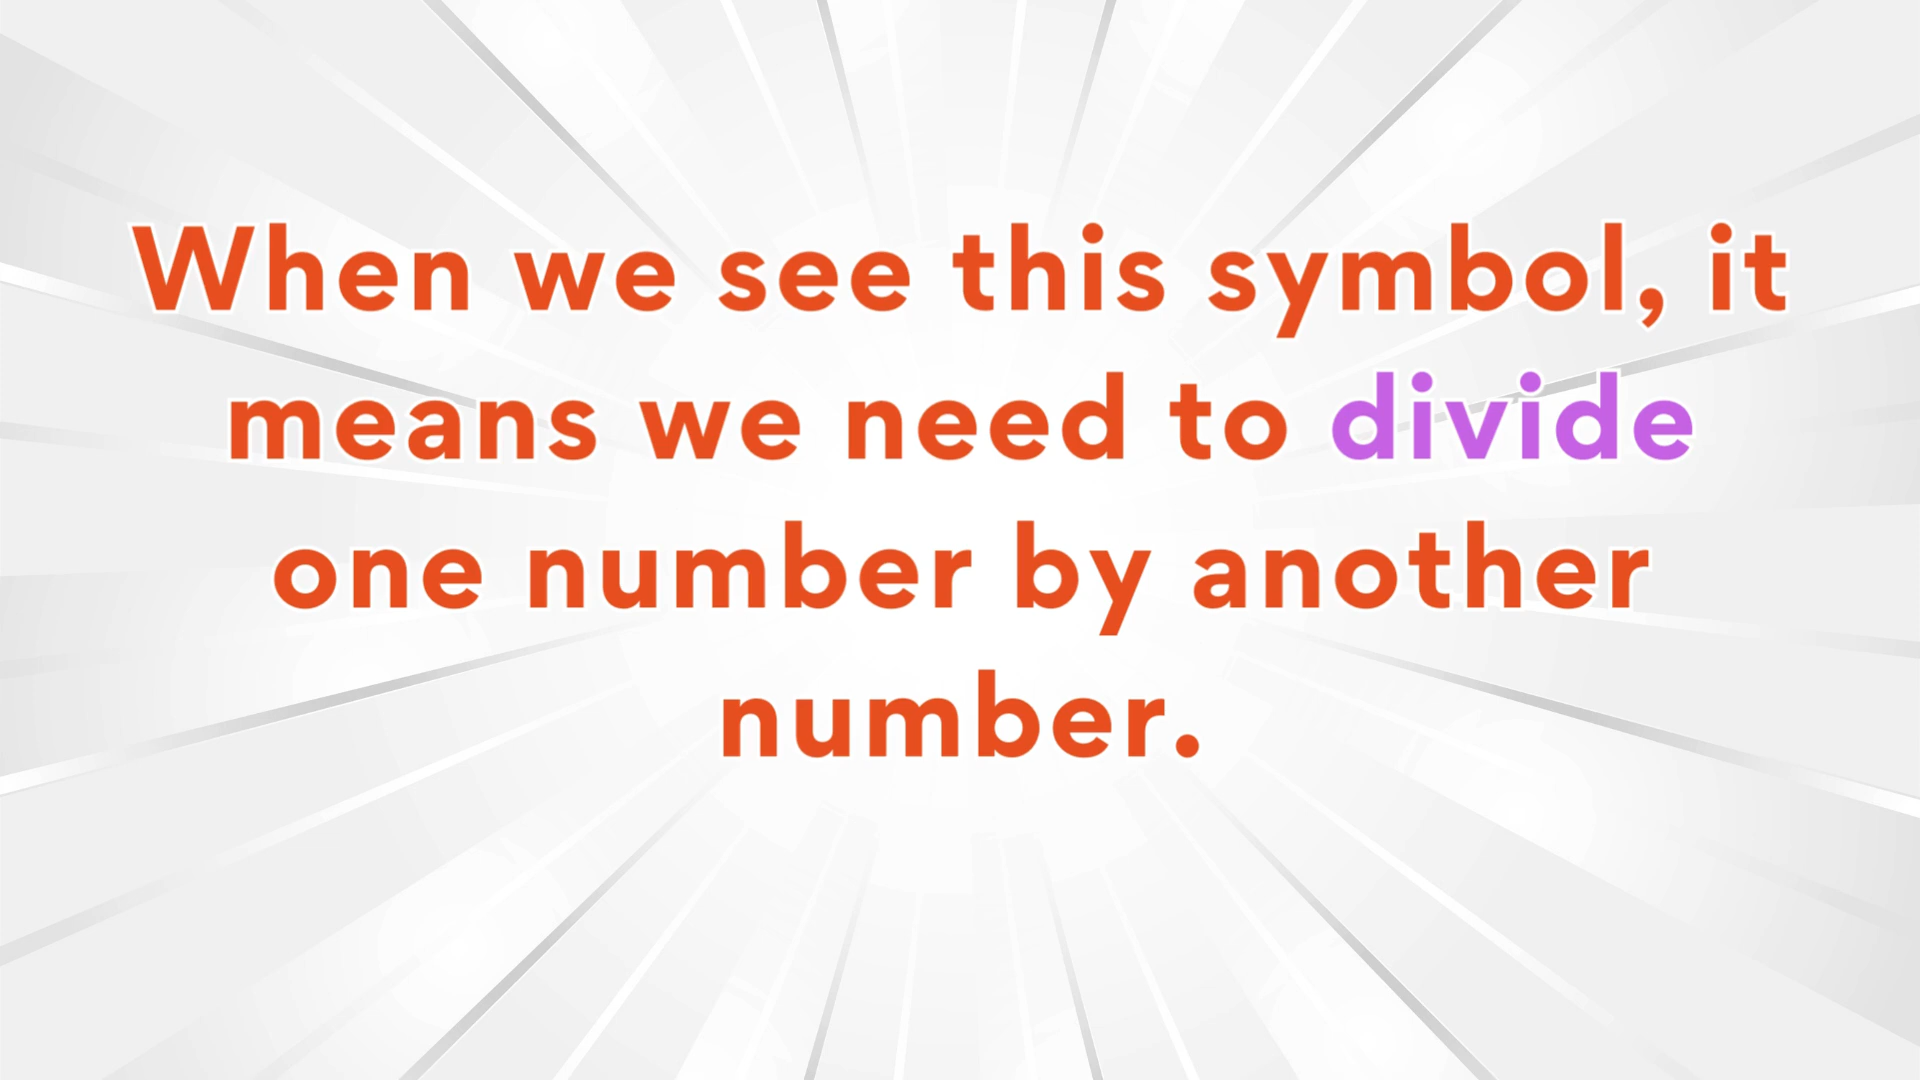 When we see this symbol, it
means we need to divide
one number by another
number.